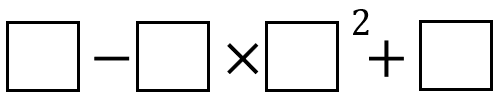 □ − □ × □² + □